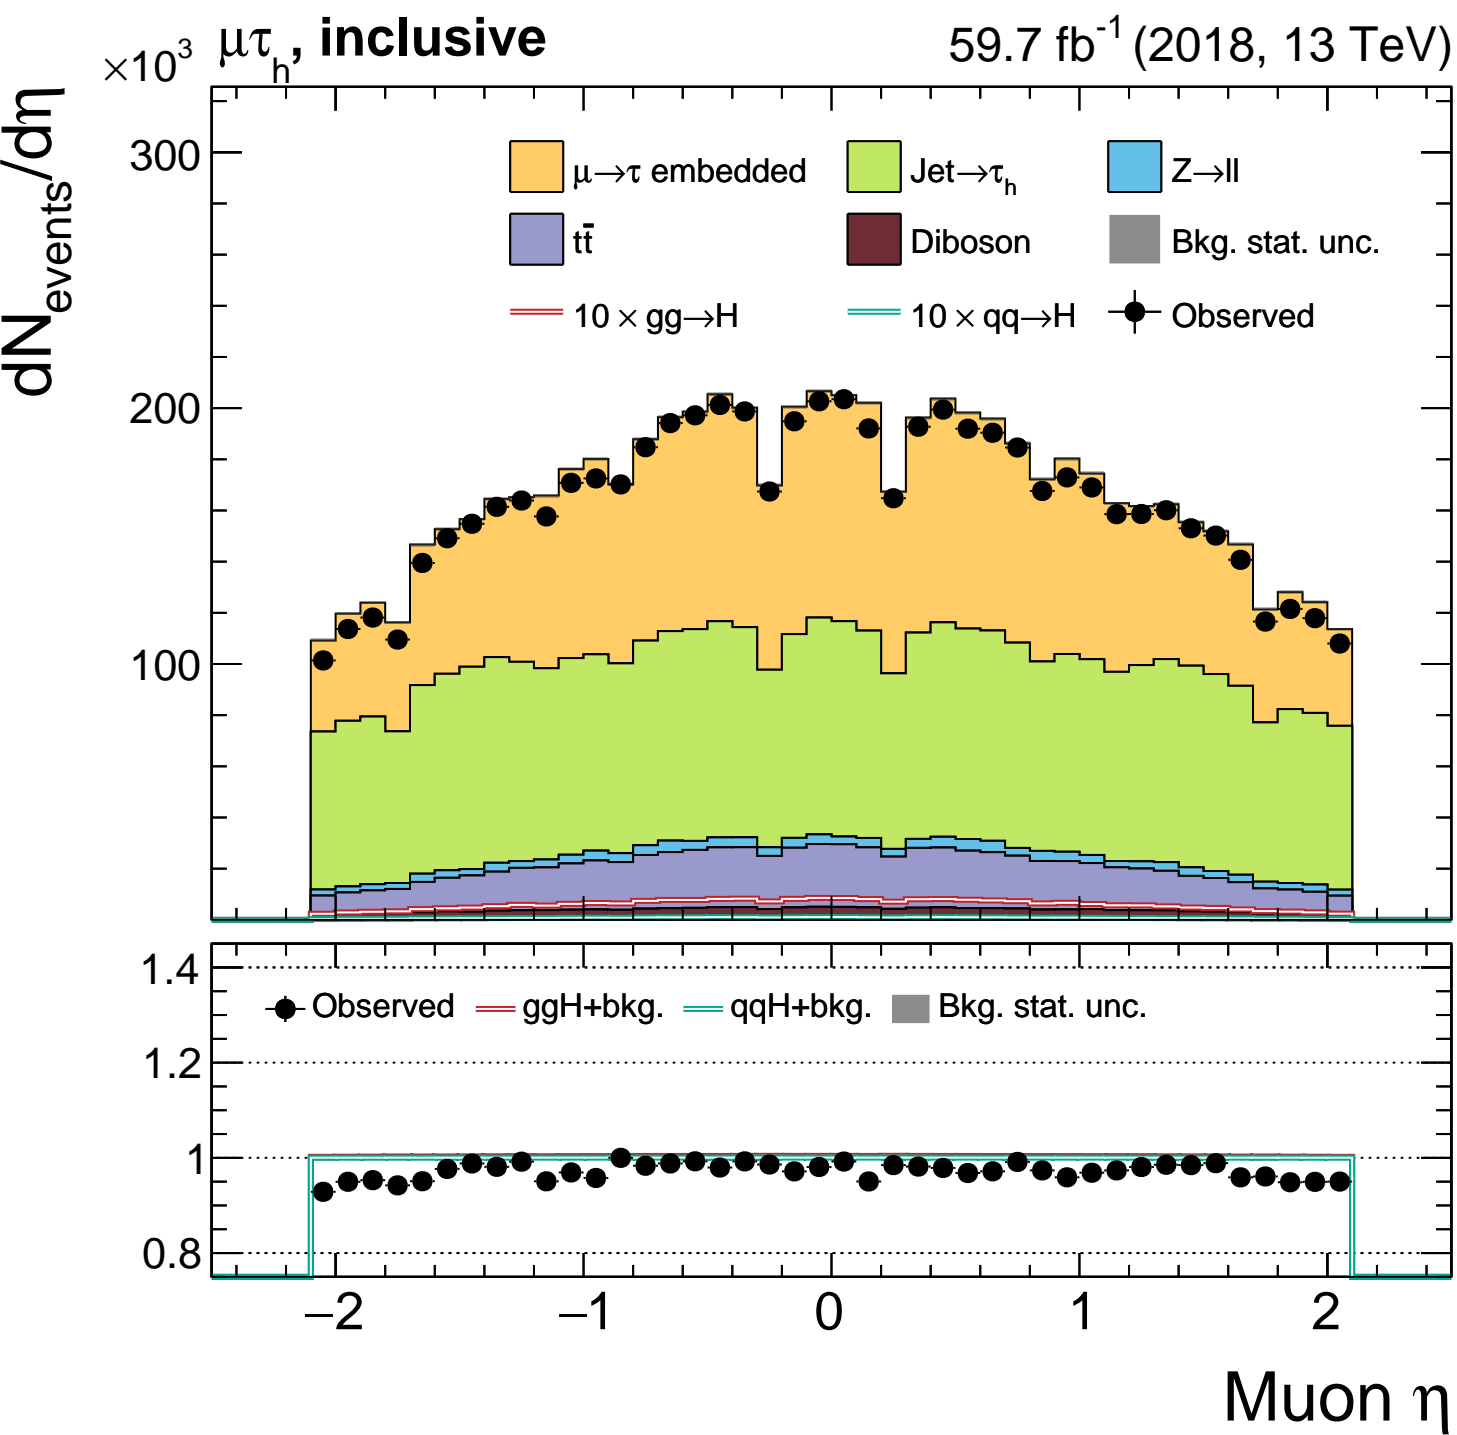 ×10³ μτh, inclusive 59.7 fb⁻¹ (2018, 13 TeV)
dNevents/dη
300
200
100
μ→τ embedded Jet→τh Z→ll
tt̄ Diboson Bkg. stat. unc.
10 × gg→H 10 × qq→H Observed
1.4
1.2
1
0.8
Observed ggH+bkg. qqH+bkg. Bkg. stat. unc.
−2 −1 0 1 2
Muon η